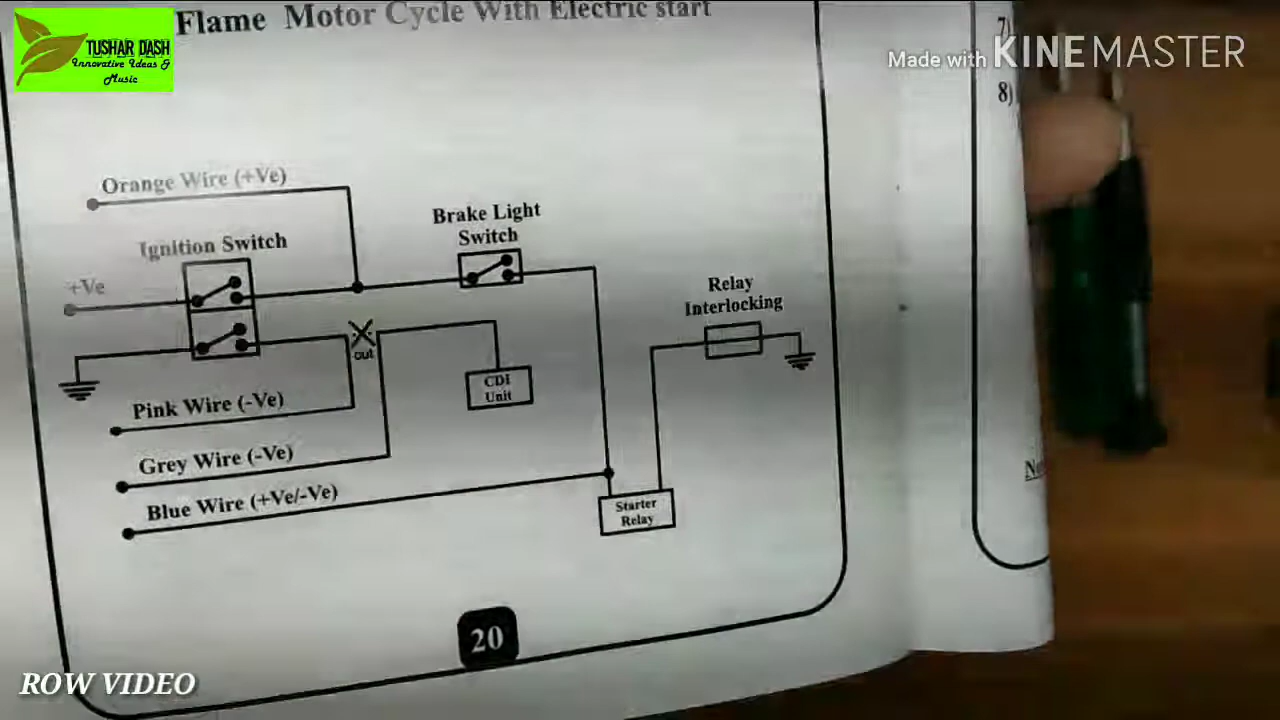 Flame Motor Cycle With Electric start
TUSHAR DASH
Innovative Ideas &
Music
Made with KINEMASTER
7)
8)
Orange Wire (+Ve)
Ignition Switch
Brake Light
Switch
+Ve
Relay
Interlocking
cut
CDI
Unit
Pink Wire (-Ve)
Grey Wire (-Ve)
Blue Wire (+Ve/-Ve)
Starter
Relay
20
ROW VIDEO